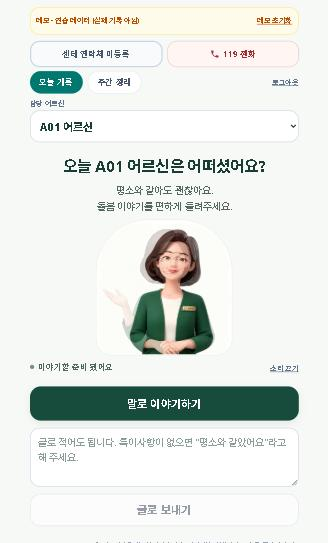 데모 · 연습 데이터 (실제 기록 아님)
데모 초기화
센터 연락처 미등록
119 전화
오늘 기록
주간 정리
로그아웃
담당 어르신
A01 어르신
오늘 A01 어르신은 어떠셨어요?
평소와 같아도 괜찮아요.
돌봄 이야기를 편하게 들려주세요.
이야기할 준비 됐어요
소리 끄기
말로 이야기하기
글로 적어도 됩니다. 특이사항이 없으면 "평소와 같았어요"라고
해 주세요.
글로 보내기